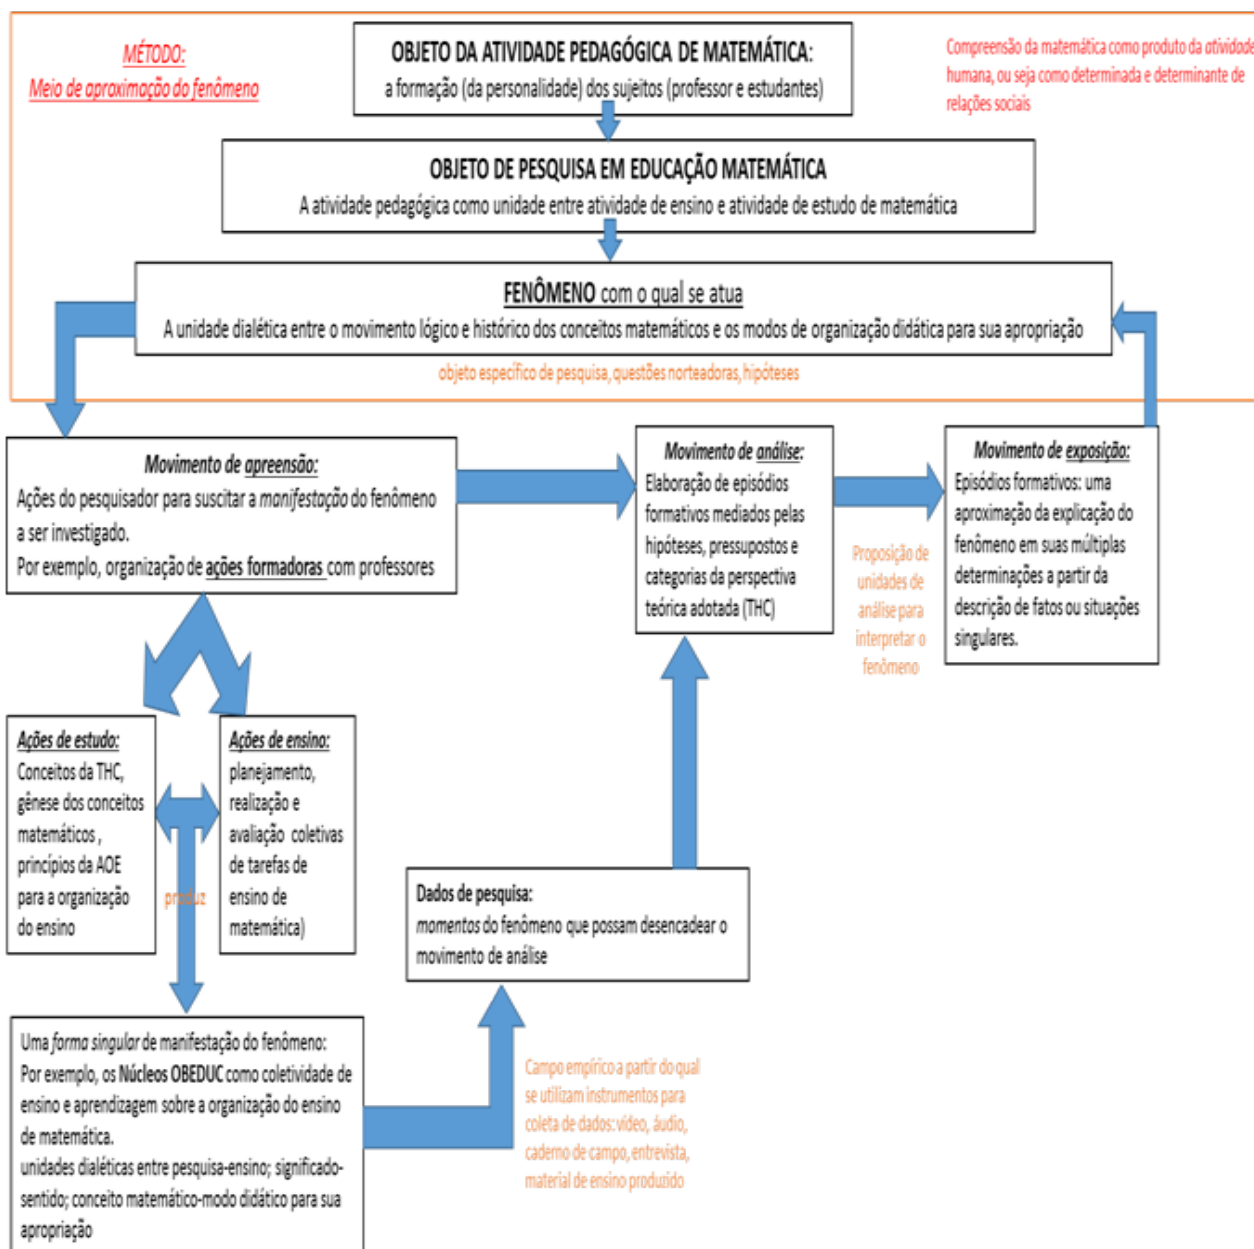 MÉTODO:
Meio de aproximação do fenômeno
OBJETO DA ATIVIDADE PEDAGÓGICA DE MATEMÁTICA:
a formação (da personalidade) dos sujeitos (professor e estudantes)
Compreensão da matemática como produto da atividade
humana, ou seja como determinada e determinante de
relações sociais
OBJETO DE PESQUISA EM EDUCAÇÃO MATEMÁTICA
A atividade pedagógica como unidade entre atividade de ensino e atividade de estudo de matemática
FENÔMENO com o qual se atua
A unidade dialética entre o movimento lógico e histórico dos conceitos matemáticos e os modos de organização didática para sua apropriação
objeto específico de pesquisa, questões norteadoras, hipóteses
Movimento de apreensão:
Ações do pesquisador para suscitar a manifestação do fenômeno
a ser investigado.
Por exemplo, organização de ações formadoras com professores
Movimento de análise:
Elaboração de episódios
formativos mediados pelas
hipóteses, pressupostos e
categorias da perspectiva
teórica adotada (THC)
Proposição de
unidades de
análise para
interpretar o
fenômeno
Movimento de exposição:
Episódios formativos: uma
aproximação da explicação do
fenômeno em suas múltiplas
determinações a partir da
descrição de fatos ou situações
singulares.
Ações de estudo:
Conceitos da THC,
gênese dos conceitos
matemáticos ,
princípios da AOE
para a organização
do ensino
produz
Ações de ensino:
planejamento,
realização e
avaliação coletivas
de tarefas de
ensino de
matemática)
Dados de pesquisa:
momentos do fenômeno que possam desencadear o
movimento de análise
Uma forma singular de manifestação do fenômeno:
Por exemplo, os Núcleos OBEDUC como coletividade de
ensino e aprendizagem sobre a organização do ensino
de matemática.
unidades dialéticas entre pesquisa-ensino; significado-
sentido; conceito matemático-modo didático para sua
apropriação
Campo empírico a partir do qual
se utilizam instrumentos para
coleta de dados: vídeo, áudio,
caderno de campo, entrevista,
material de ensino produzido